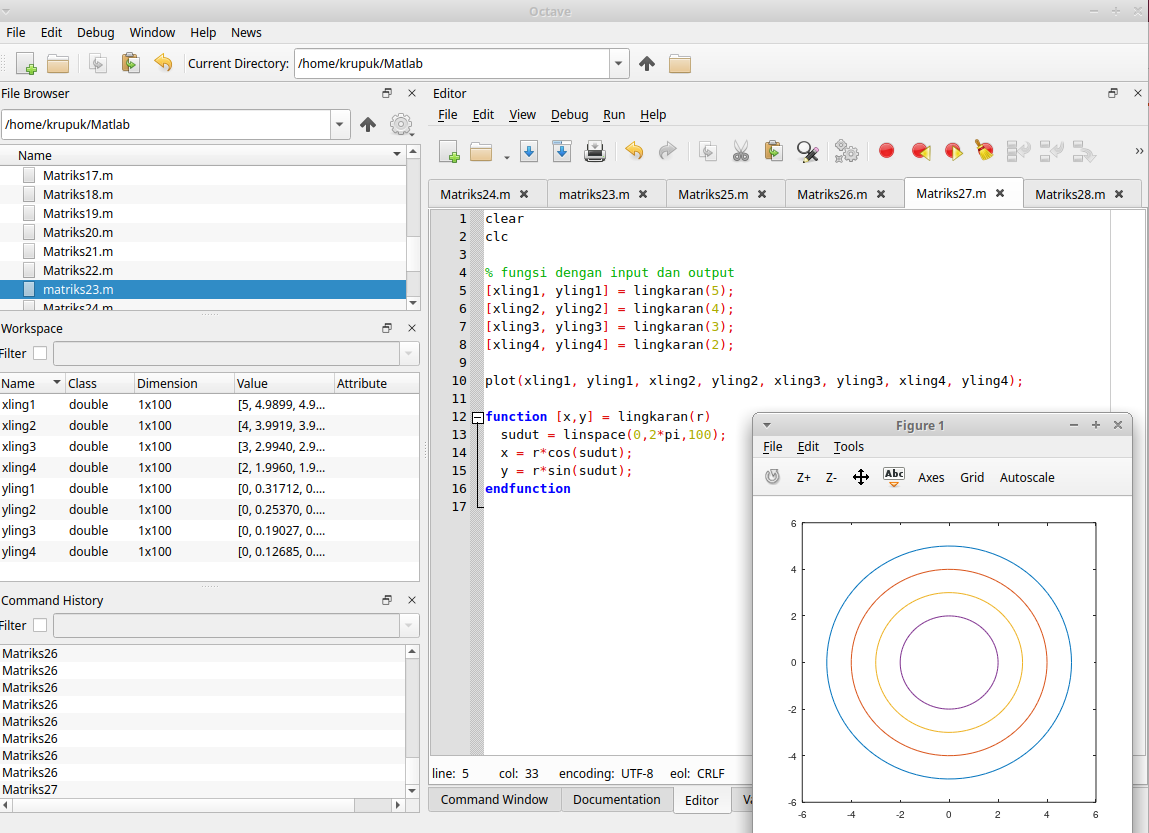 Octave
File Edit Debug Window Help News
Current Directory: /home/krupuk/Matlab
File Browser
/home/krupuk/Matlab
Name
Matriks17.m
Matriks18.m
Matriks19.m
Matriks20.m
Matriks21.m
Matriks22.m
matriks23.m
Matriks24.m
Workspace
Filter
Name Class Dimension Value Attribute
xling1 double 1x100 [5, 4.9899, 4.9...
xling2 double 1x100 [4, 3.9919, 3.9...
xling3 double 1x100 [3, 2.9940, 2.9...
xling4 double 1x100 [2, 1.9960, 1.9...
yling1 double 1x100 [0, 0.31712, 0....
yling2 double 1x100 [0, 0.25370, 0....
yling3 double 1x100 [0, 0.19027, 0....
yling4 double 1x100 [0, 0.12685, 0....
Command History
Filter
Matriks26
Matriks26
Matriks26
Matriks26
Matriks26
Matriks26
Matriks26
Matriks26
Matriks27
Editor
File Edit View Debug Run Help
Matriks24.m matriks23.m Matriks25.m Matriks26.m Matriks27.m Matriks28.m
1 clear
2 clc
3
4 % fungsi dengan input dan output
5 [xling1, yling1] = lingkaran(5);
6 [xling2, yling2] = lingkaran(4);
7 [xling3, yling3] = lingkaran(3);
8 [xling4, yling4] = lingkaran(2);
9
10 plot(xling1, yling1, xling2, yling2, xling3, yling3, xling4, yling4);
11
12 function [x,y] = lingkaran(r)
13 sudut = linspace(0,2*pi,100);
14 x = r*cos(sudut);
15 y = r*sin(sudut);
16 endfunction
17
line: 5 col: 33 encoding: UTF-8 eol: CRLF
Command Window Documentation Editor
Figure 1
File Edit Tools
Z+ Z- Abc Axes Grid Autoscale
6
4
2
0
-2
-4
-6
-6 -4 -2 0 2 4 6